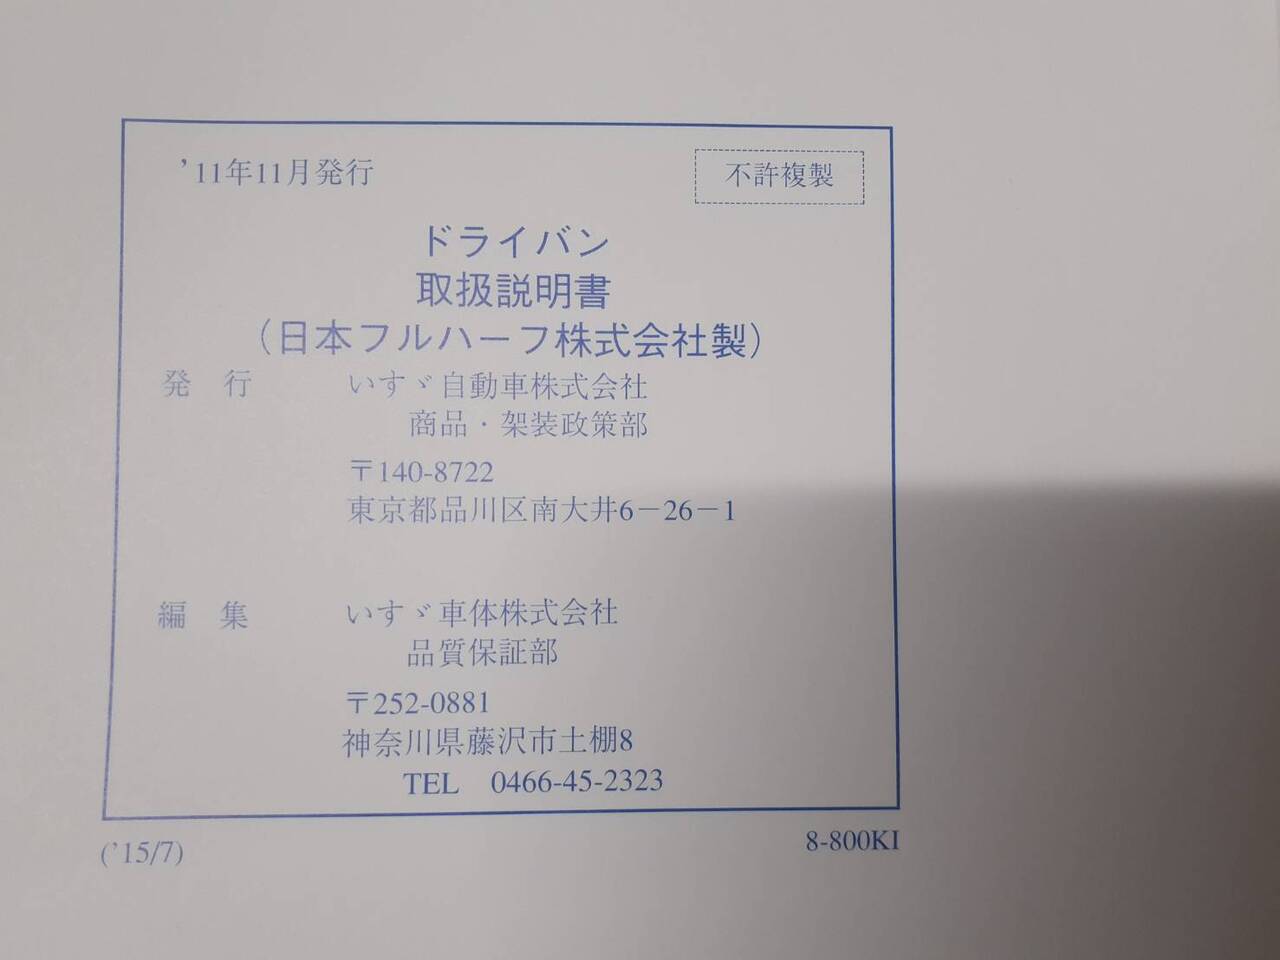 ’11年11月発行
不許複製
ドライバン
取扱説明書
（日本フルハーフ株式会社製）
発　行　いすゞ自動車株式会社
商品・架装政策部
〒140-8722
東京都品川区南大井6－26－1
編　集　いすゞ車体株式会社
品質保証部
〒252-0881
神奈川県藤沢市土棚8
TEL　0466-45-2323
(’15/7)
8-800KI